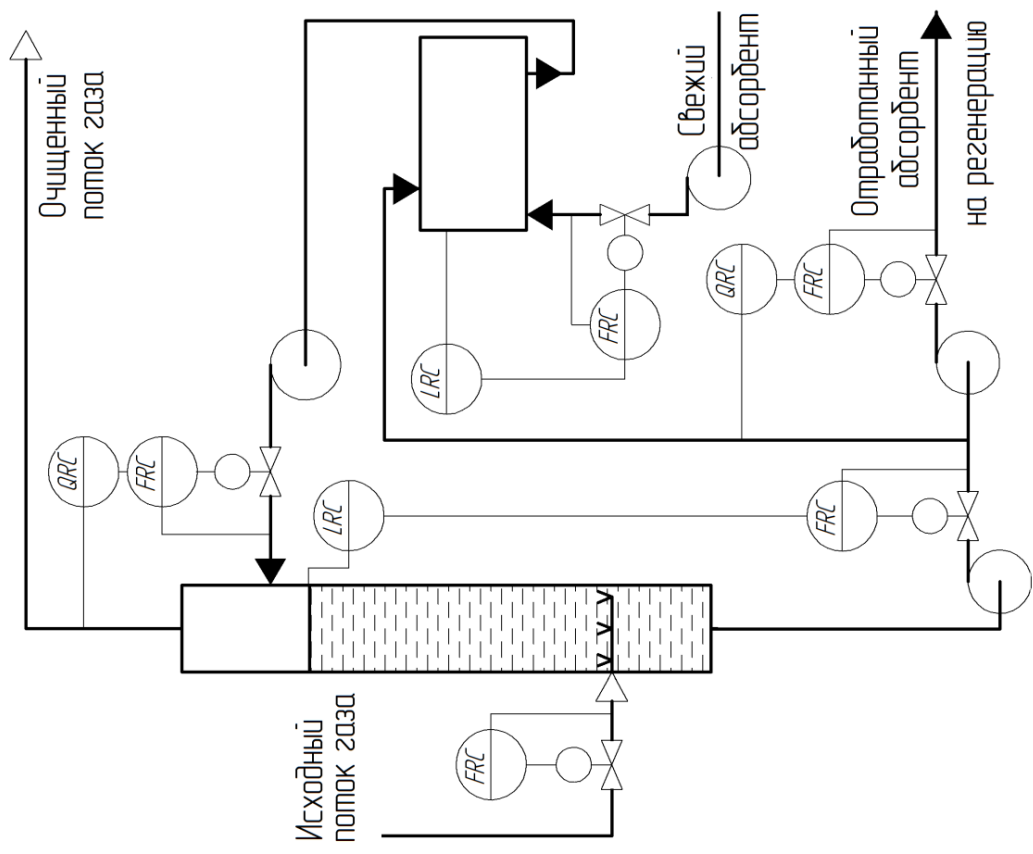 Очищенный
поток газа
Свежий
абсорбент
Отработанный
абсорбент
на регенерацию
QRC
FRC
QRC
FRC
FRC
LRC
LRC
FRC
FRC
Исходный
поток газа